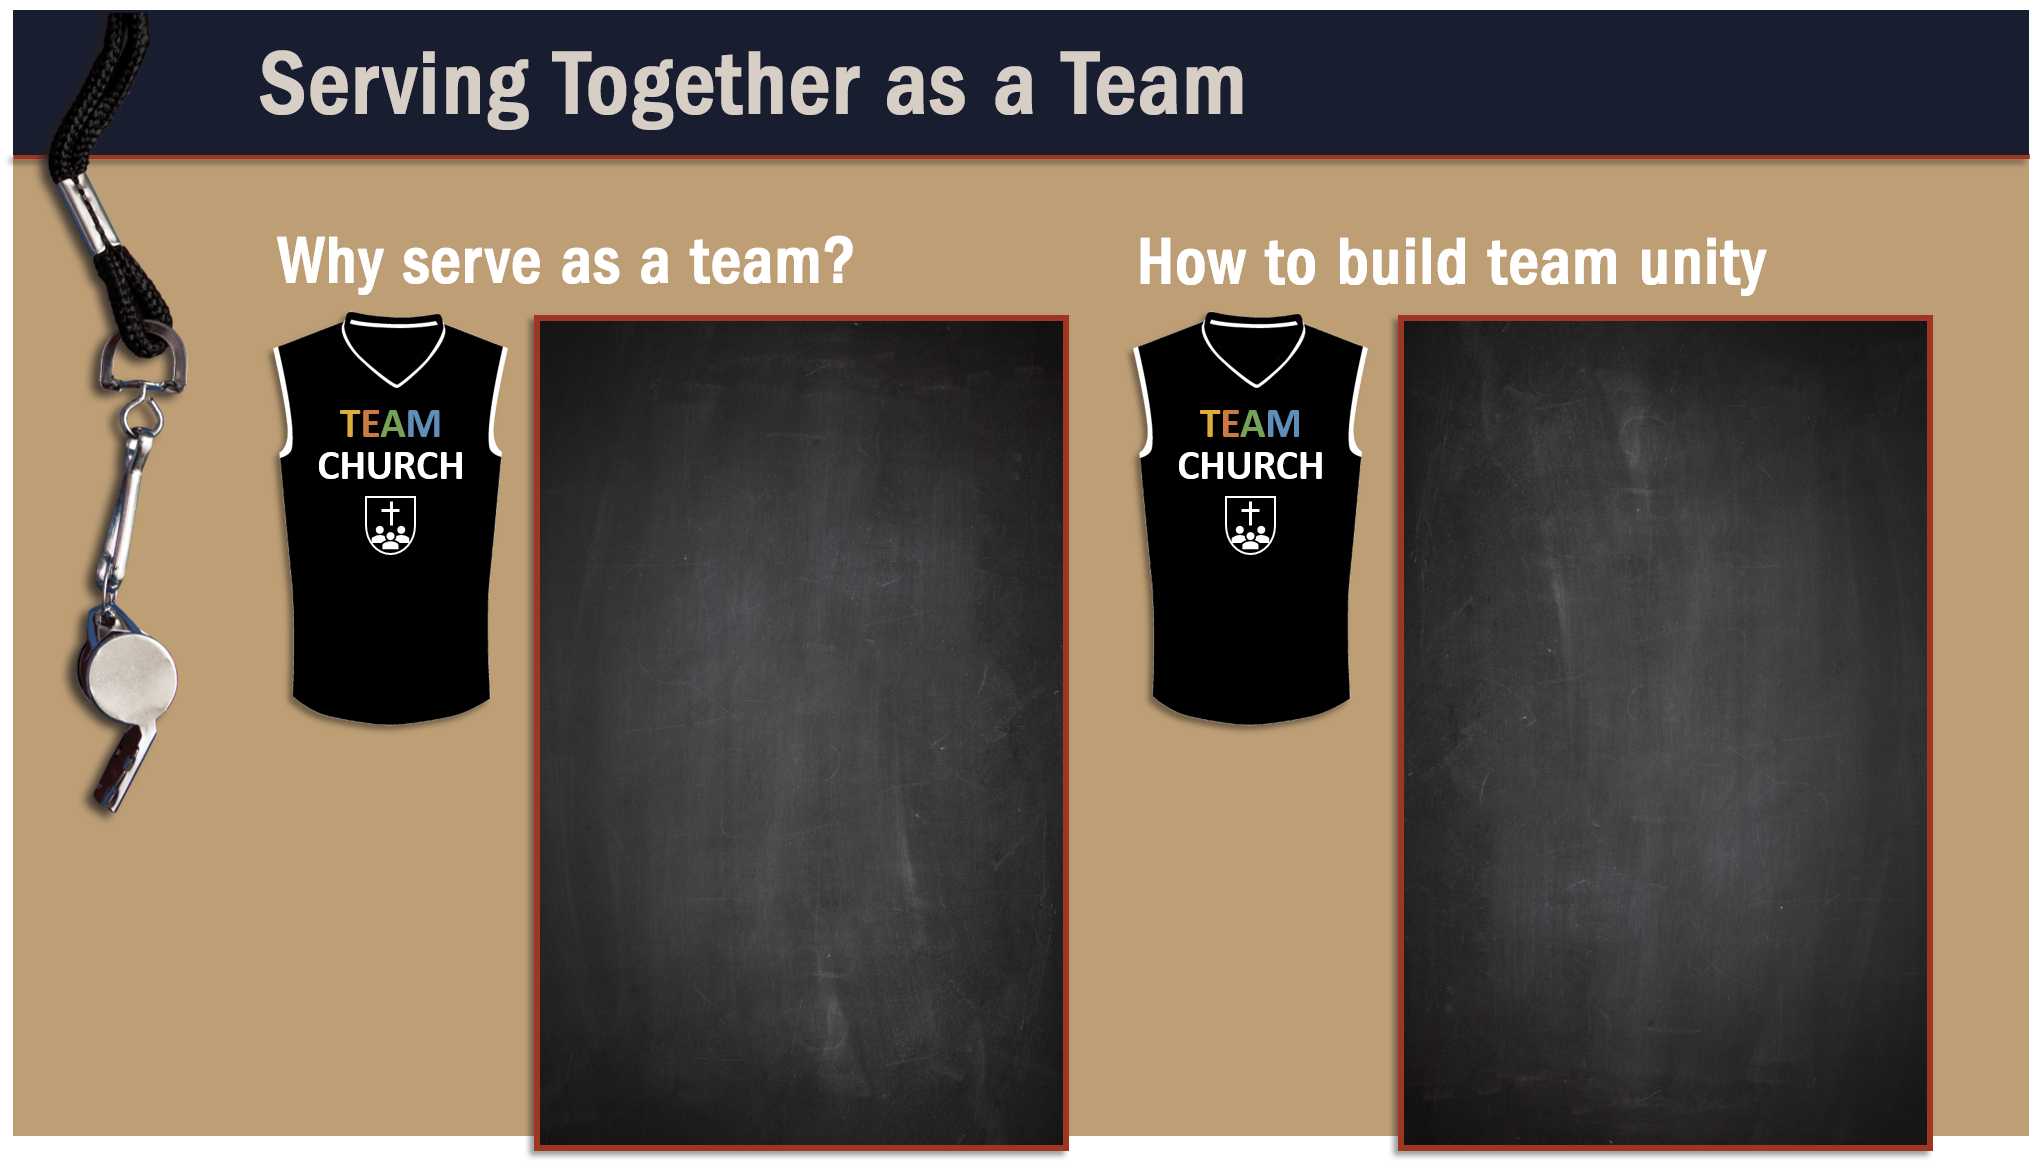 Serving Together as a Team
Why serve as a team?
TEAM
CHURCH
How to build team unity
TEAM
CHURCH